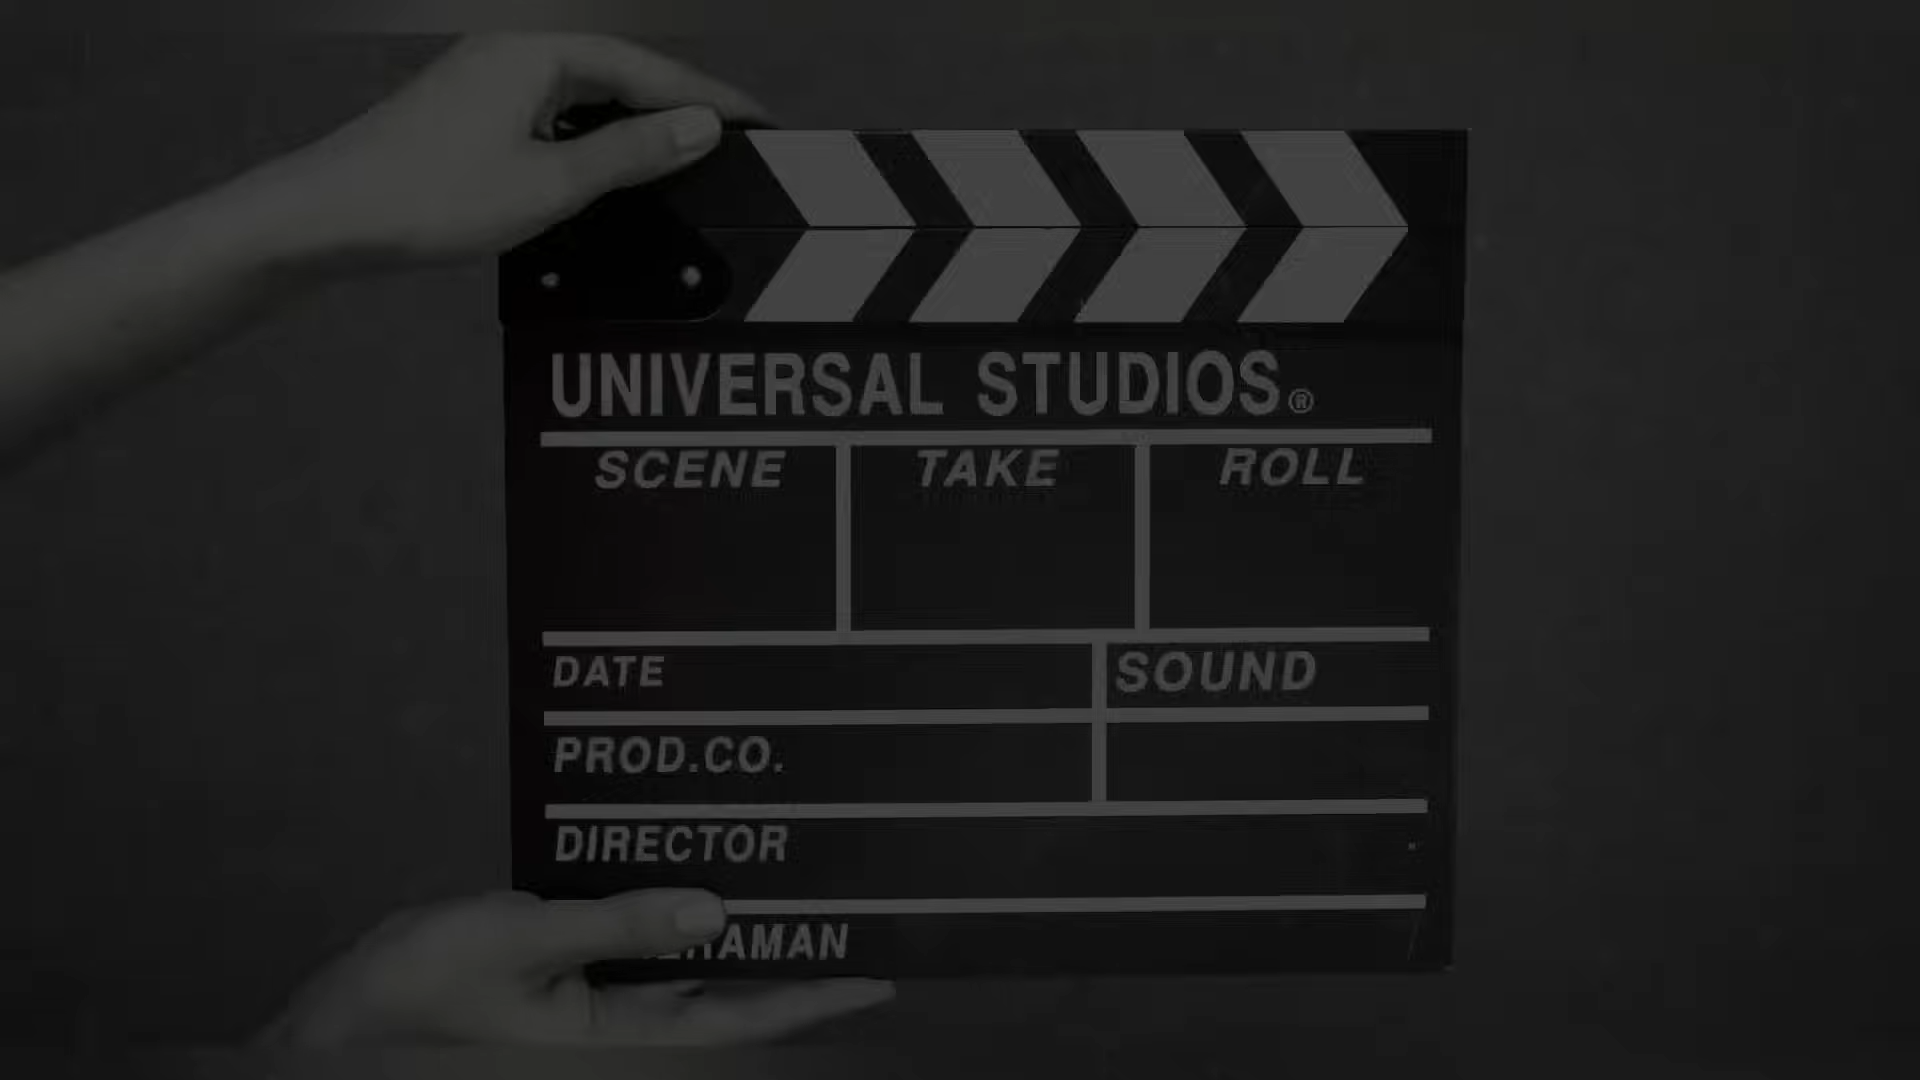 UNIVERSAL STUDIOS®
SCENE TAKE ROLL
DATE SOUND
PROD.CO.
DIRECTOR